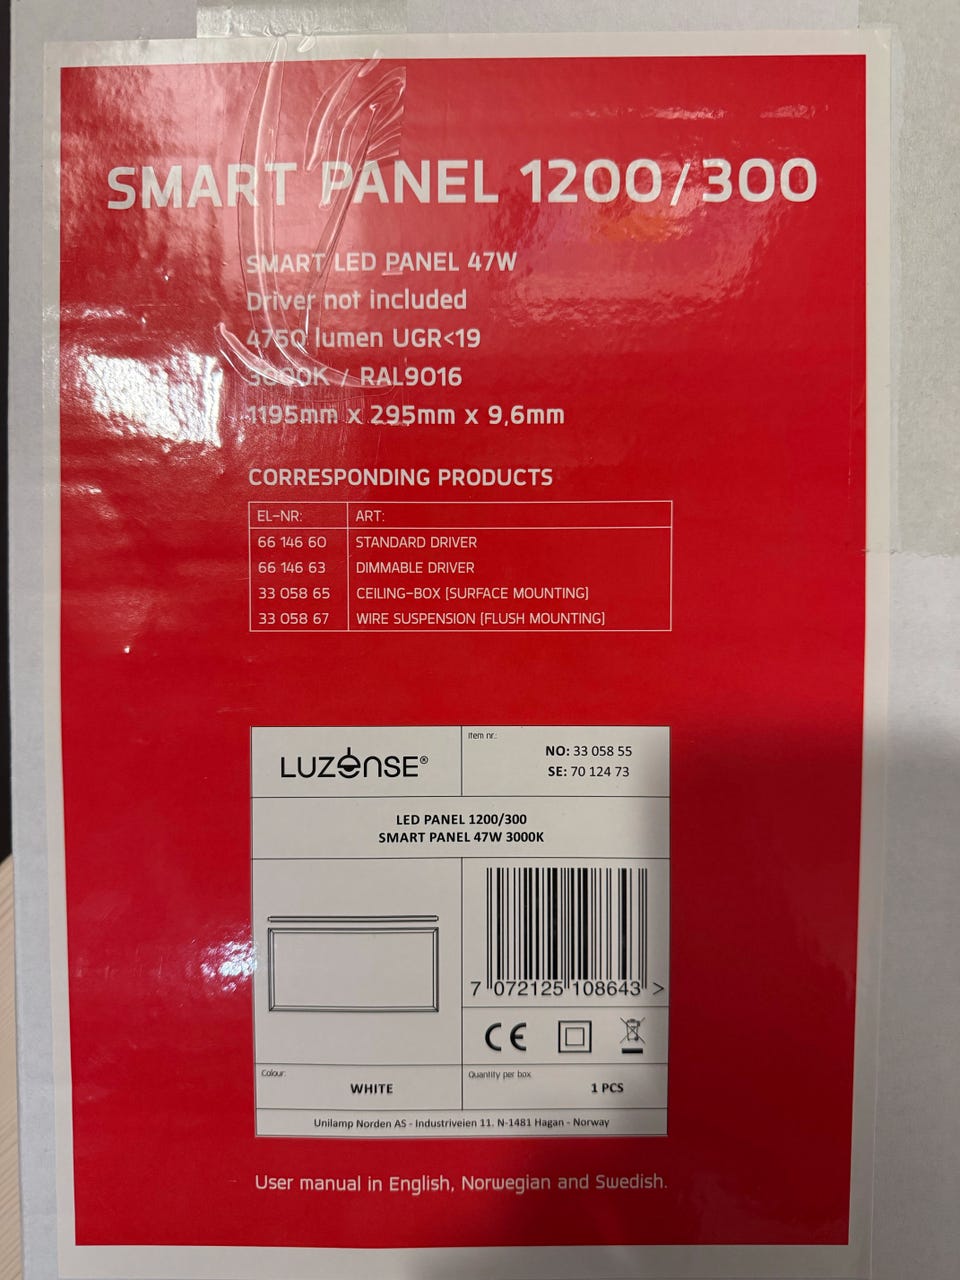 SMART PANEL 1200/300
SMART LED PANEL 47W
Driver not included
4750 lumen UGR<19
3000K / RAL9016
1195mm x 295mm x 9,6mm
CORRESPONDING PRODUCTS
EL-NR: ART:
66 146 60 STANDARD DRIVER
66 146 63 DIMMABLE DRIVER
33 058 65 CEILING-BOX [SURFACE MOUNTING]
33 058 67 WIRE SUSPENSION [FLUSH MOUNTING]
LUZENSE®
Item nr.:
NO: 33 058 55
SE: 70 124 73
LED PANEL 1200/300
SMART PANEL 47W 3000K
7 072125 108643 >
CE
Colour:
WHITE
Quantity per box
1 PCS
Unilamp Norden AS - Industriveien 11. N-1481 Hagan - Norway
User manual in English, Norwegian and Swedish.